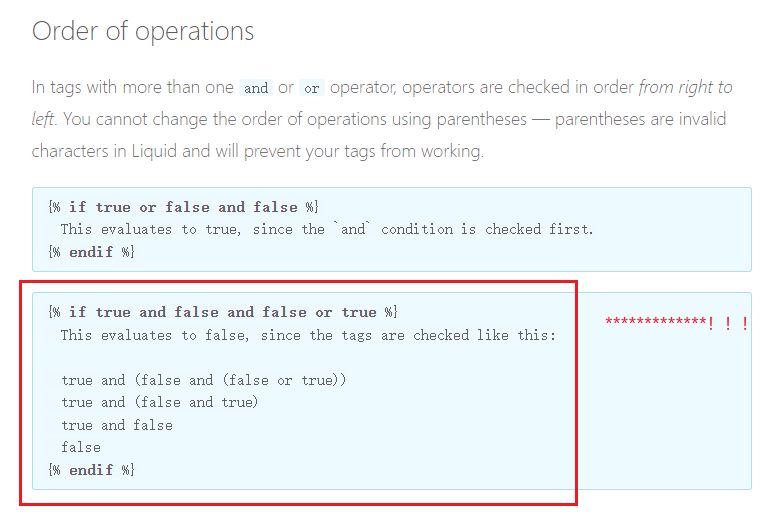 Order of operations
In tags with more than one and or or operator, operators are checked in order from right to
left. You cannot change the order of operations using parentheses — parentheses are invalid
characters in Liquid and will prevent your tags from working.
{% if true or false and false %}
This evaluates to true, since the `and` condition is checked first.
{% endif %}
{% if true and false and false or true %}
This evaluates to false, since the tags are checked like this:
*************! ! !
true and (false and (false or true))
true and (false and true)
true and false
false
{% endif %}